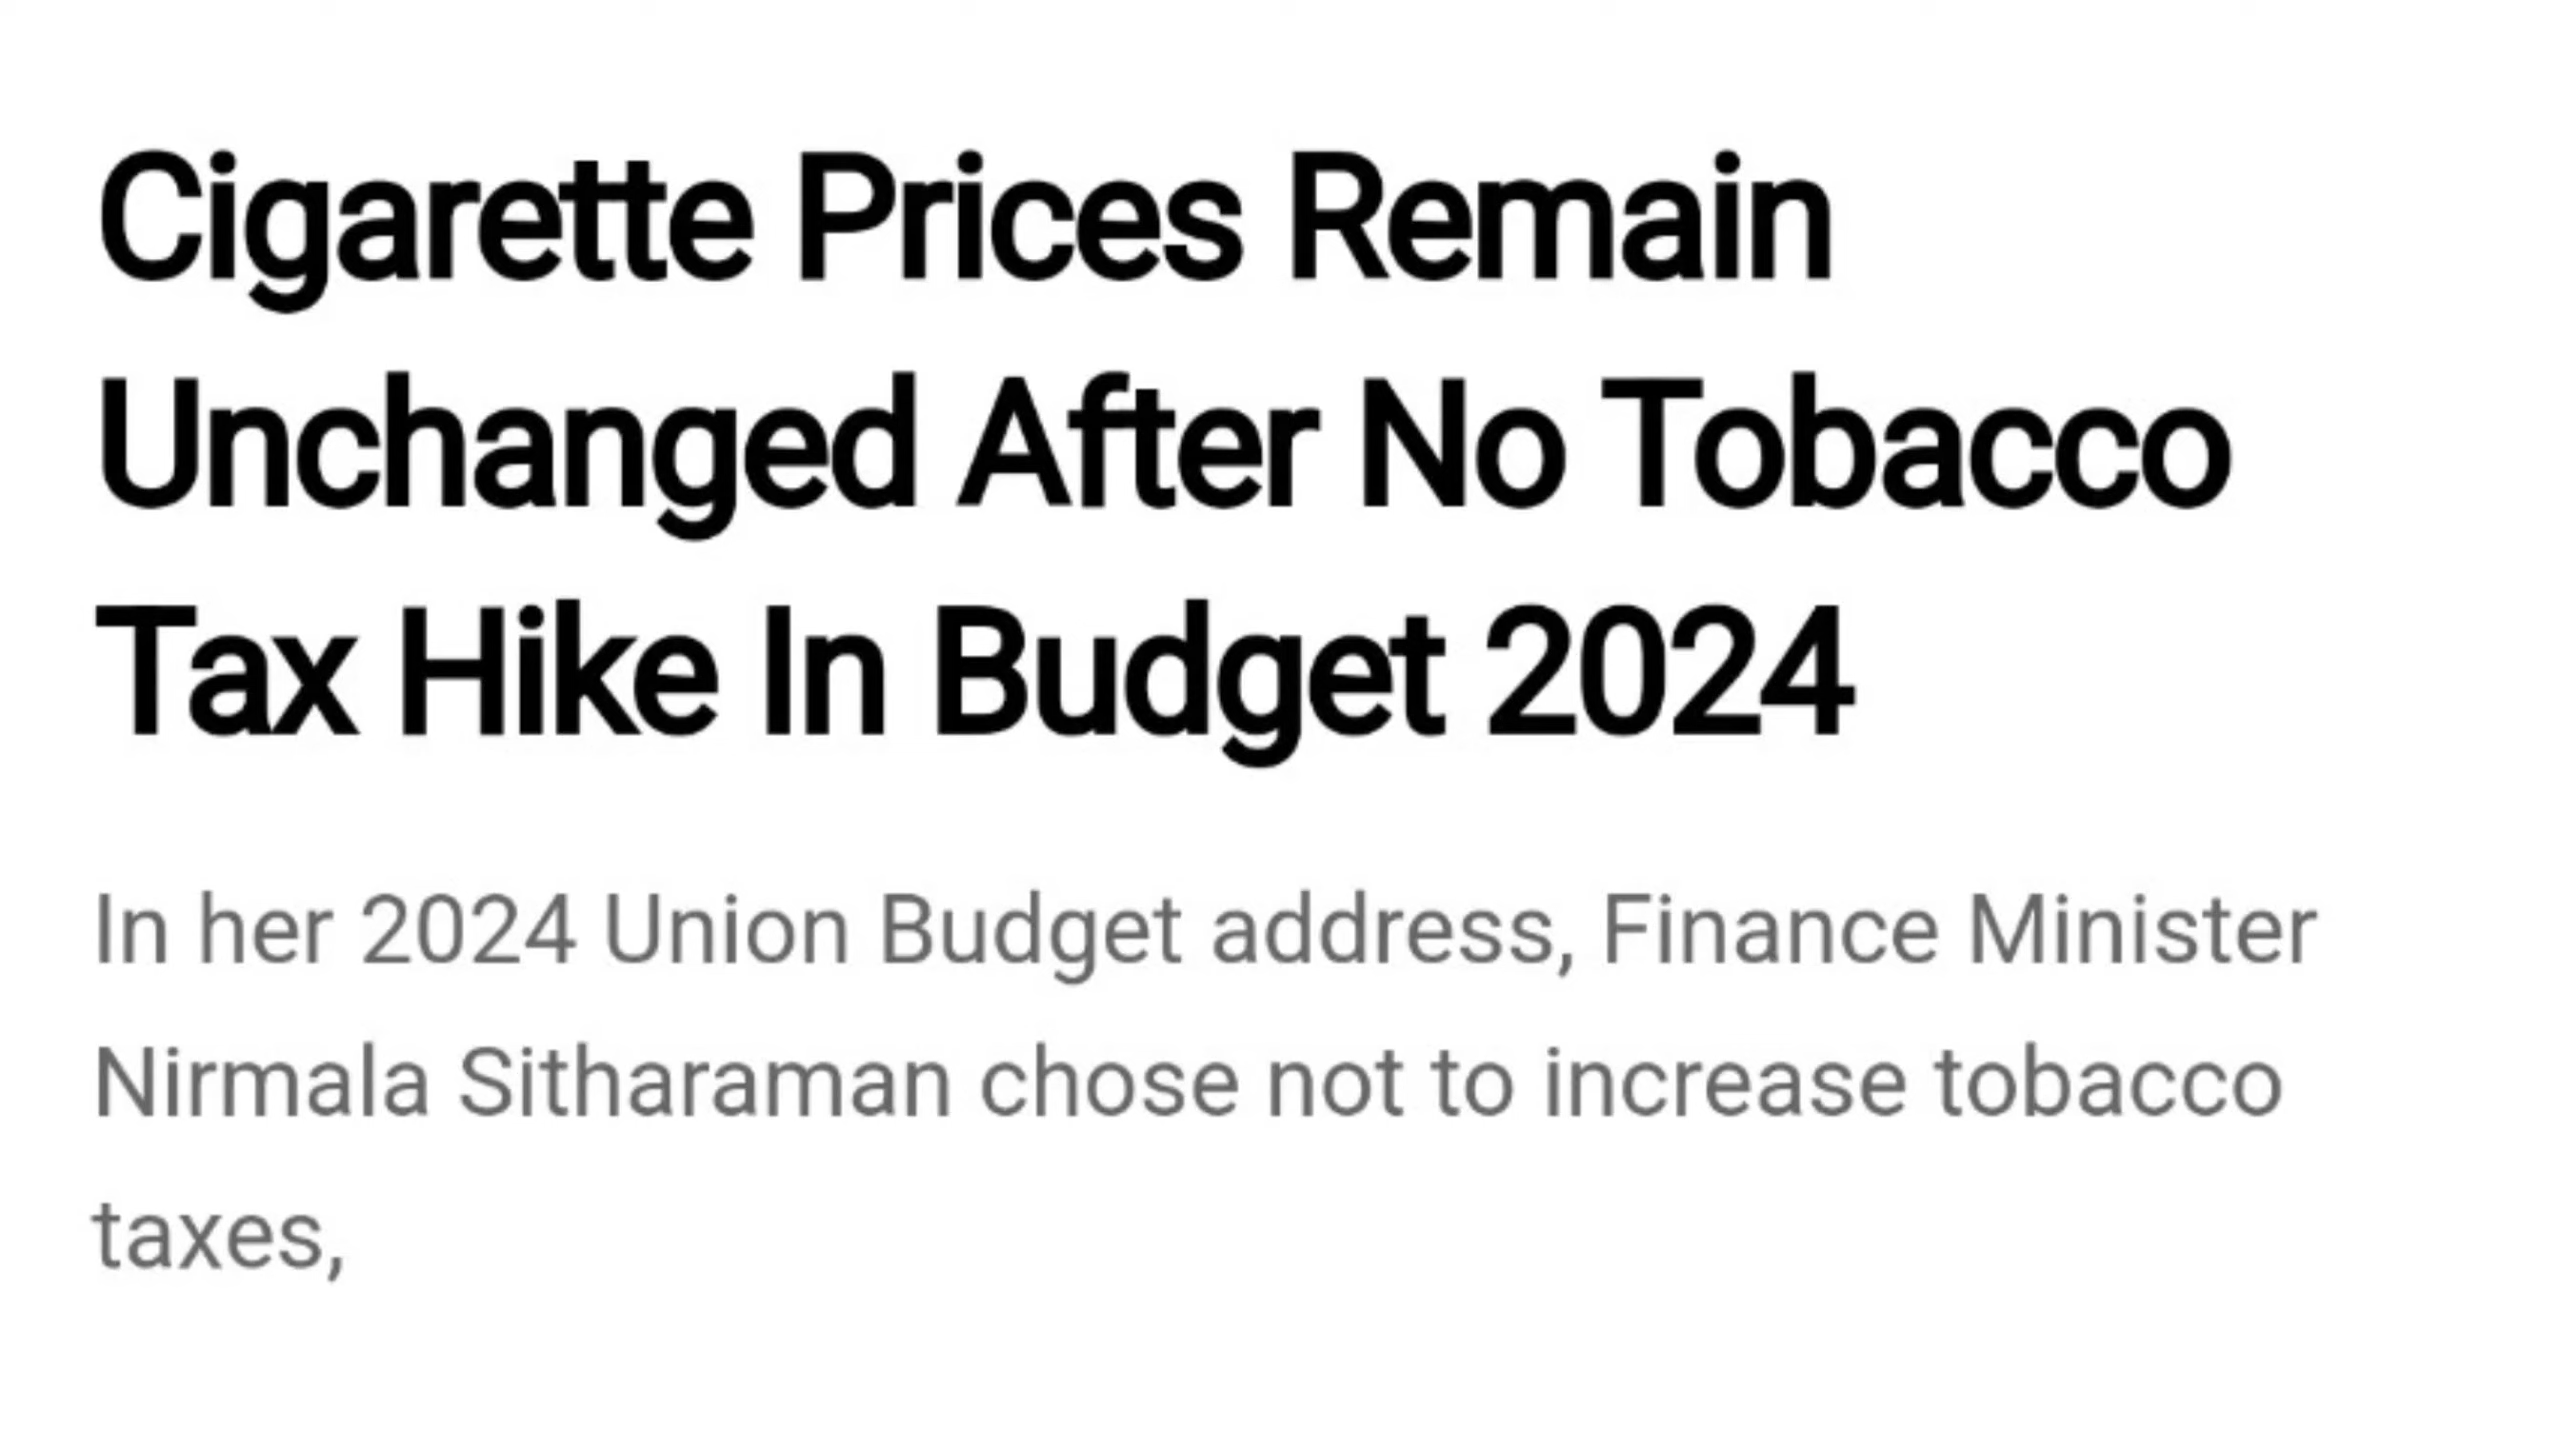 Cigarette Prices Remain
Unchanged After No Tobacco
Tax Hike In Budget 2024
In her 2024 Union Budget address, Finance Minister
Nirmala Sitharaman chose not to increase tobacco
taxes,